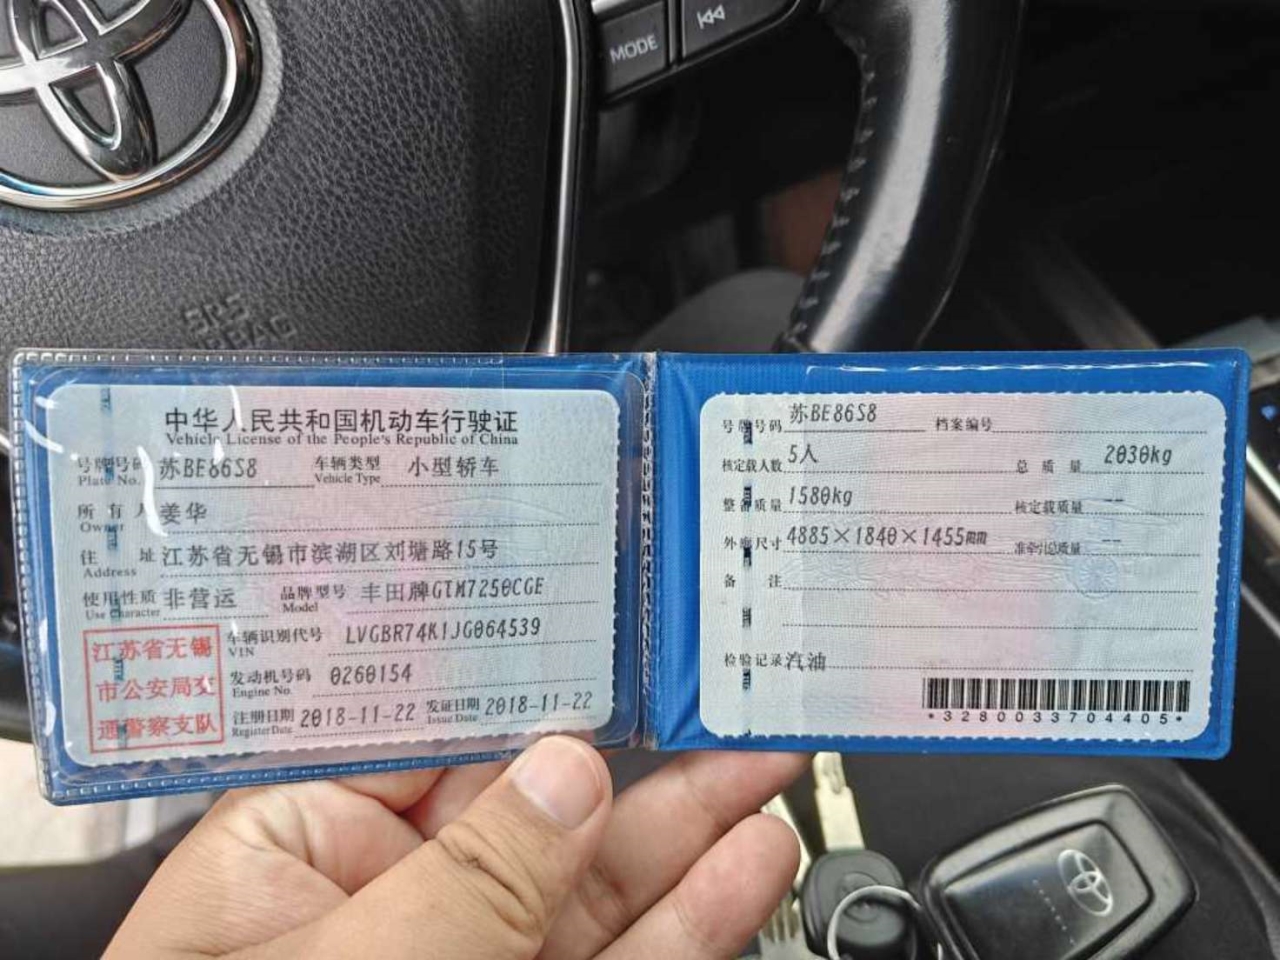 MODE
SRS
AIRBAG
中华人民共和国机动车行驶证
Vehicle License of the People's Republic of China
号牌号码 苏BE86S8 车辆类型 小型轿车
Plate No. Vehicle Type
所有人 姜华
Owner
住 址 江苏省无锡市滨湖区刘塘路15号
Address
使用性质 非营运 品牌型号 丰田牌GTM7250CGE
Use Character Model
车辆识别代号 LVGBR74K1JG064539
VIN
发动机号码 0260154
Engine No.
注册日期 2018-11-22 发证日期 2018-11-22
Register Date Issue Date
江苏省无锡
市公安局交
通警察支队
号牌号码 苏BE86S8 档案编号
核定载人数 5人 总质量 2030kg
整备质量 1580kg 核定载质量 --
外廓尺寸 4885×1840×1455mm 准牵引总质量 --
备 注
检验记录 汽油
*3280033704405*